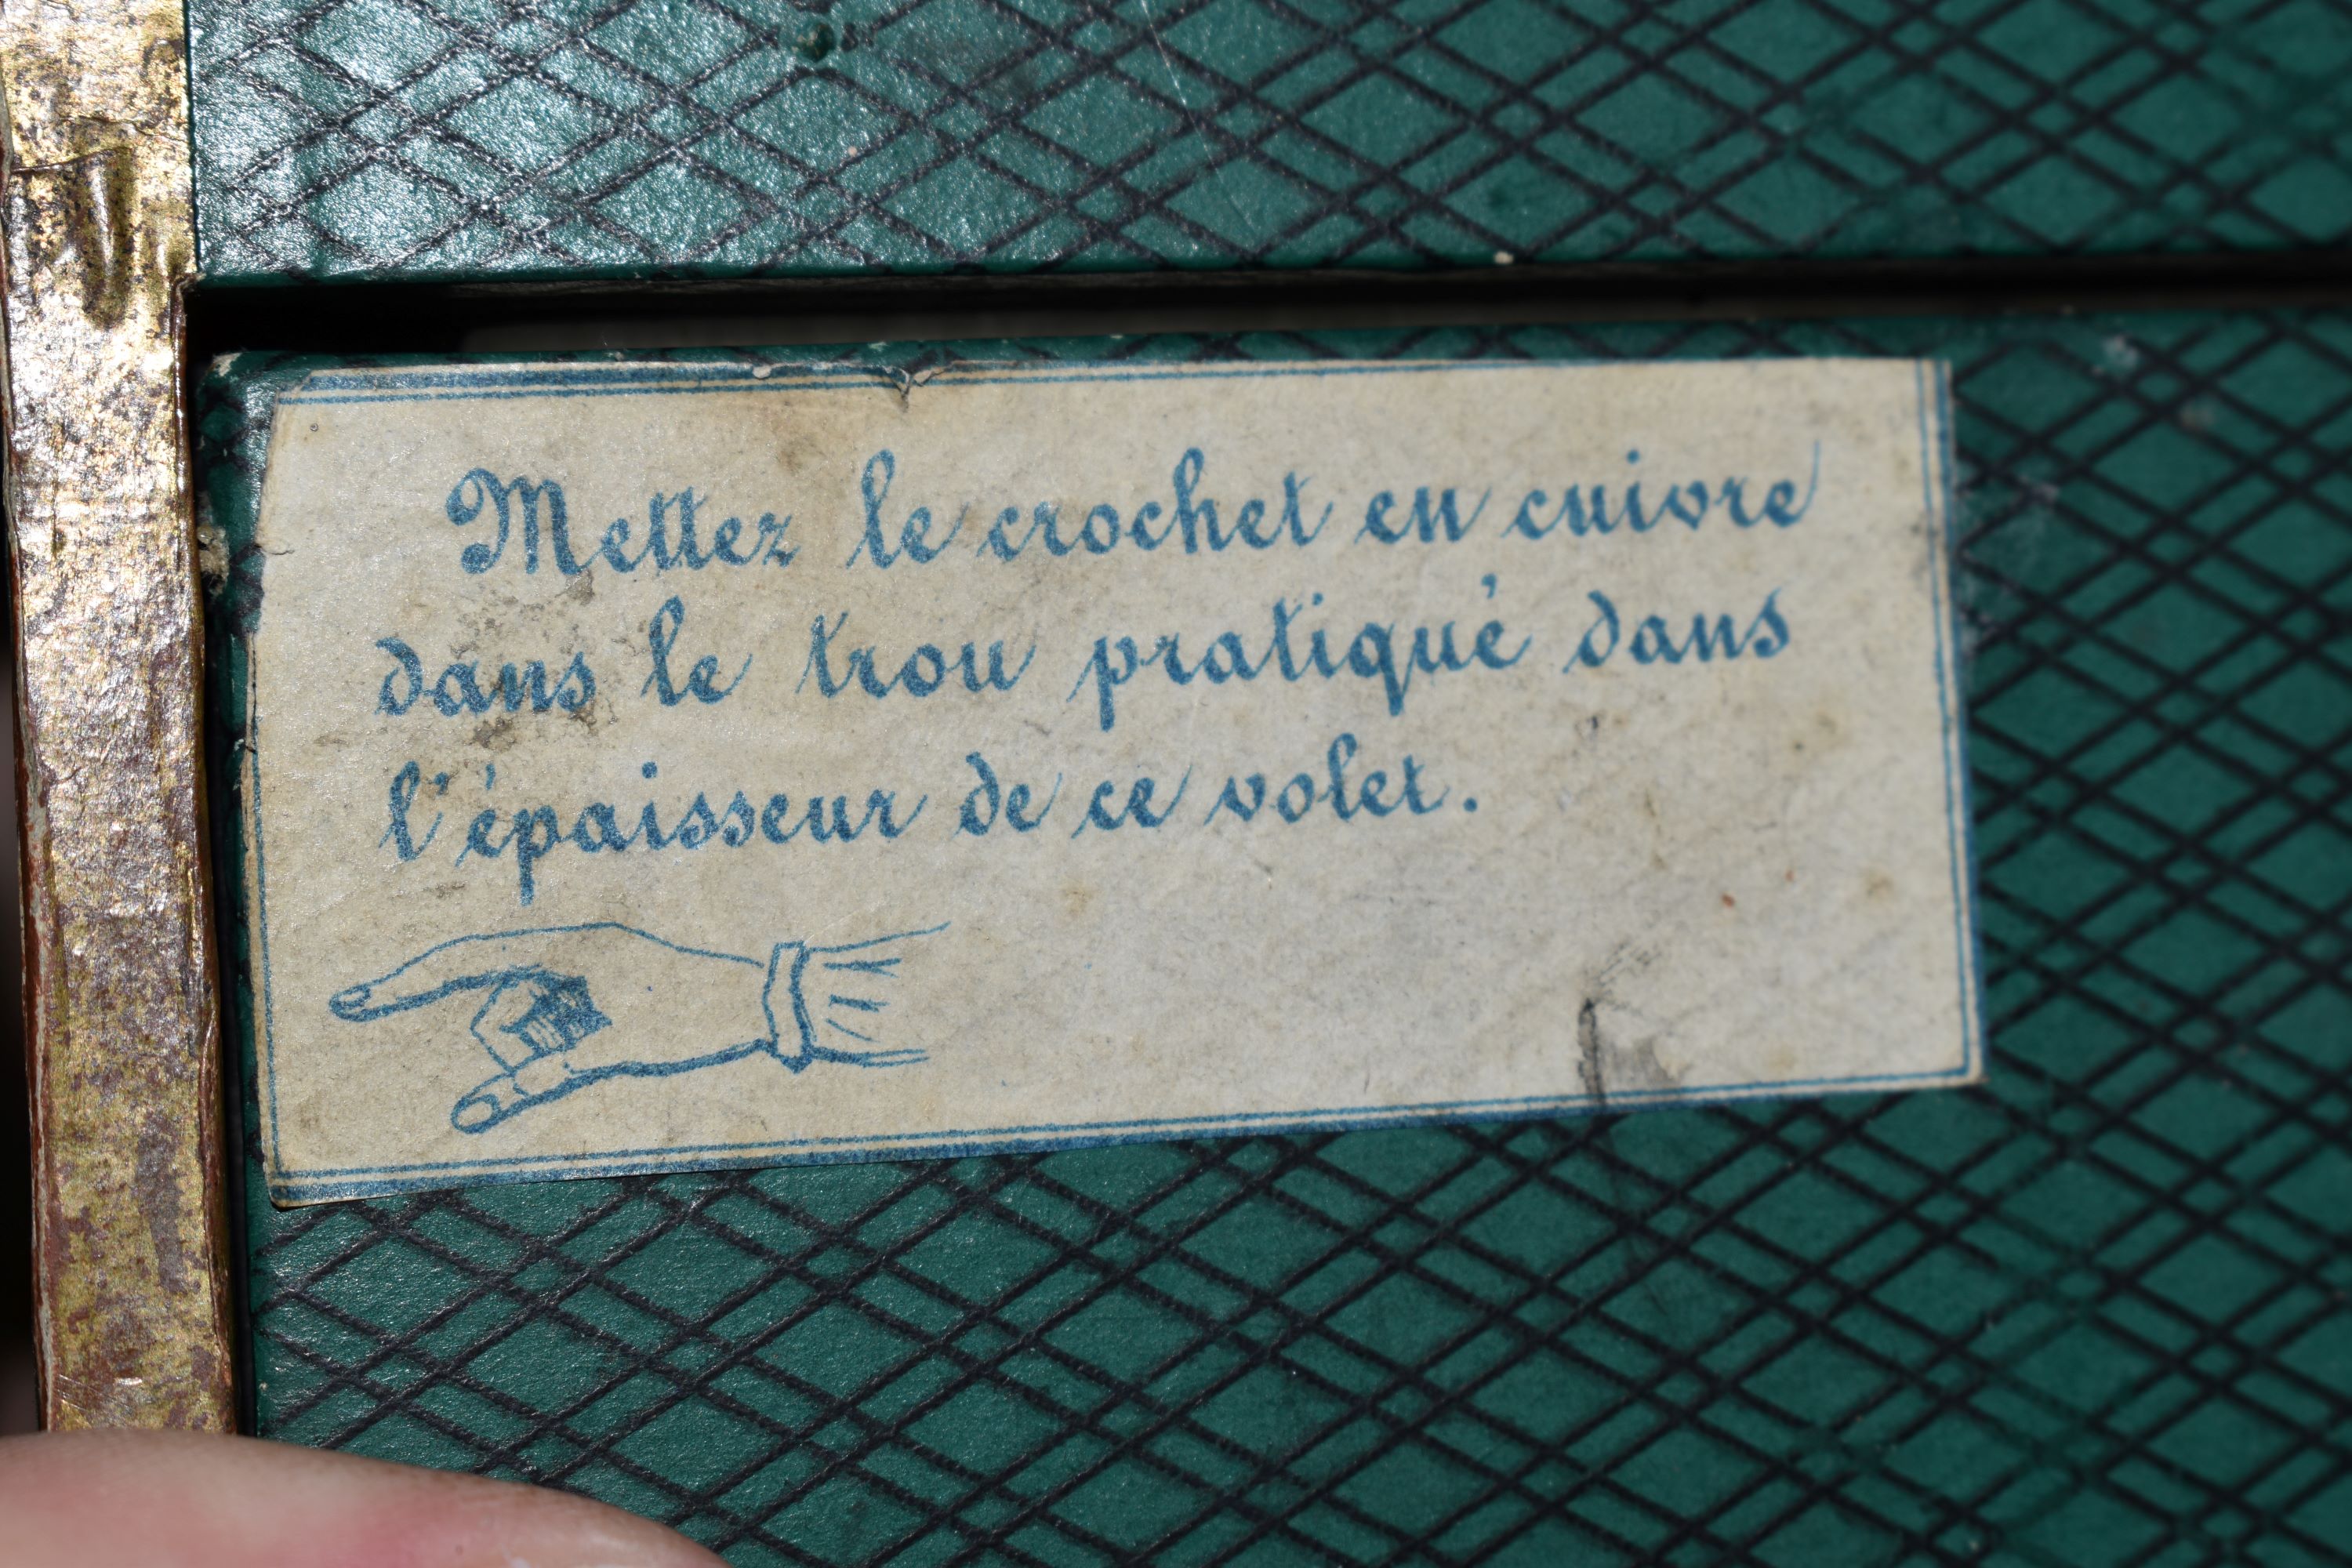 Mettez le crochet en cuivre
dans le trou pratiqué dans
l'épaisseur de ce volet.